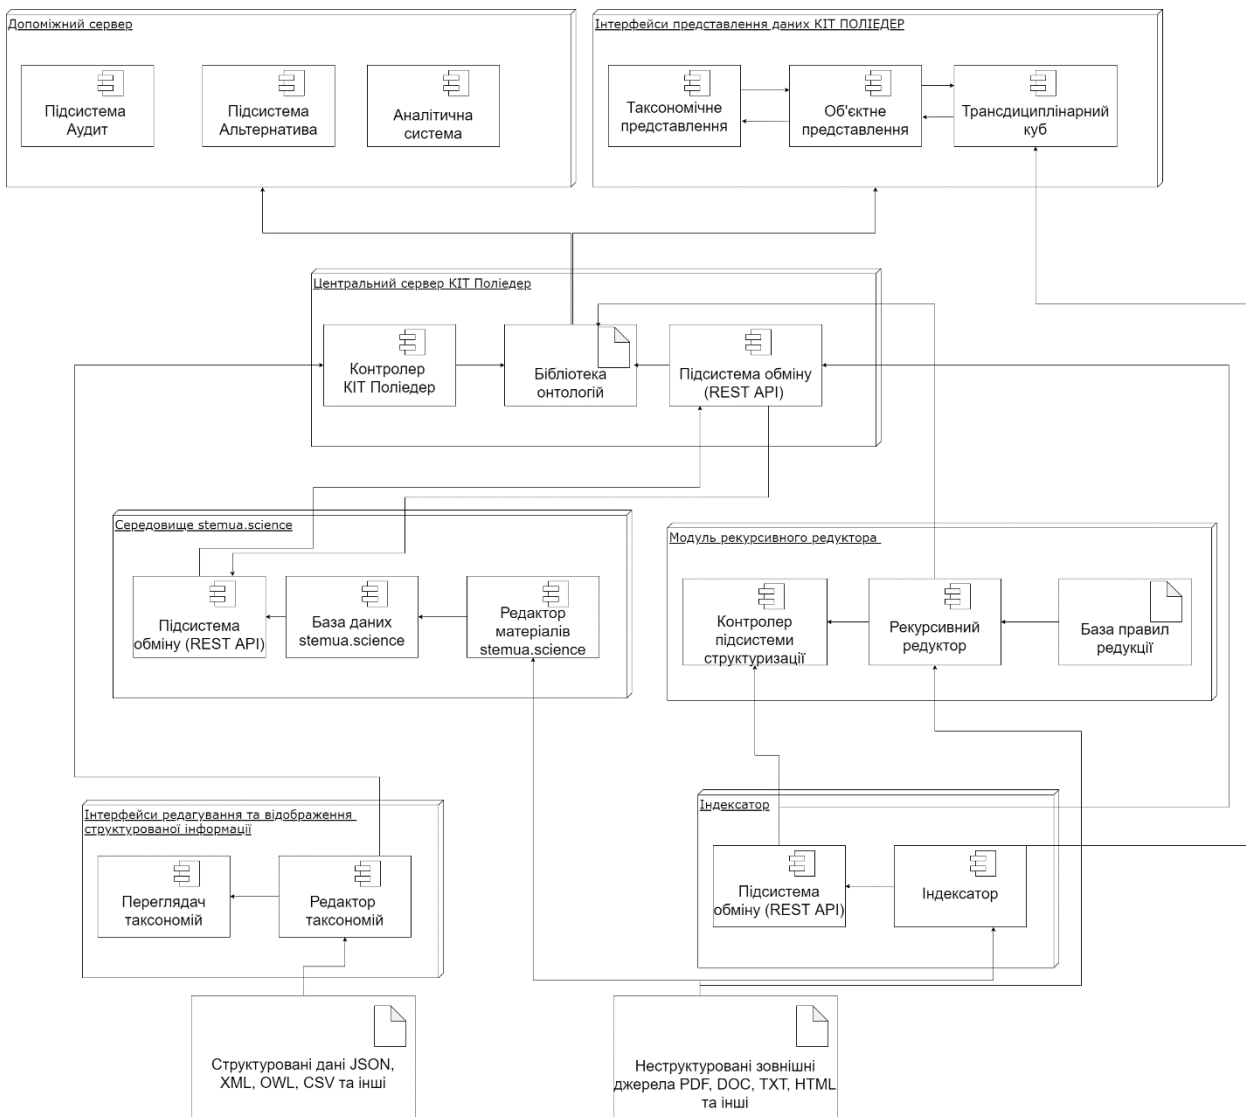 Допоміжний сервер
Підсистема
Аудит
Підсистема
Альтернатива
Аналітична
система
Інтерфейси представлення даних КІТ ПОЛІЕДЕР
Таксономічне
представлення
Об'єктне
представлення
Трансдициплінарний
куб
Центральний сервер КІТ Поліедер
Контролер
КІТ Поліедер
Бібліотека
онтологій
Підсистема обміну
(REST API)
Середовище stemua.science
Підсистема
обміну (REST API)
База даних
stemua.science
Редактор
матеріалів
stemua.science
Модуль рекурсивного редуктора
Контролер
підсистеми
структуризації
Рекурсивний
редуктор
База правил
редукції
Інтерфейси редагування та відображення
структурованої інформації
Переглядач
таксономій
Редактор
таксономій
Індексатор
Підсистема
обміну (REST API)
Індексатор
Структуровані дані JSON,
XML, OWL, CSV та інші
Неструктуровані зовнішні
джерела PDF, DOC, TXT, HTML
та інші